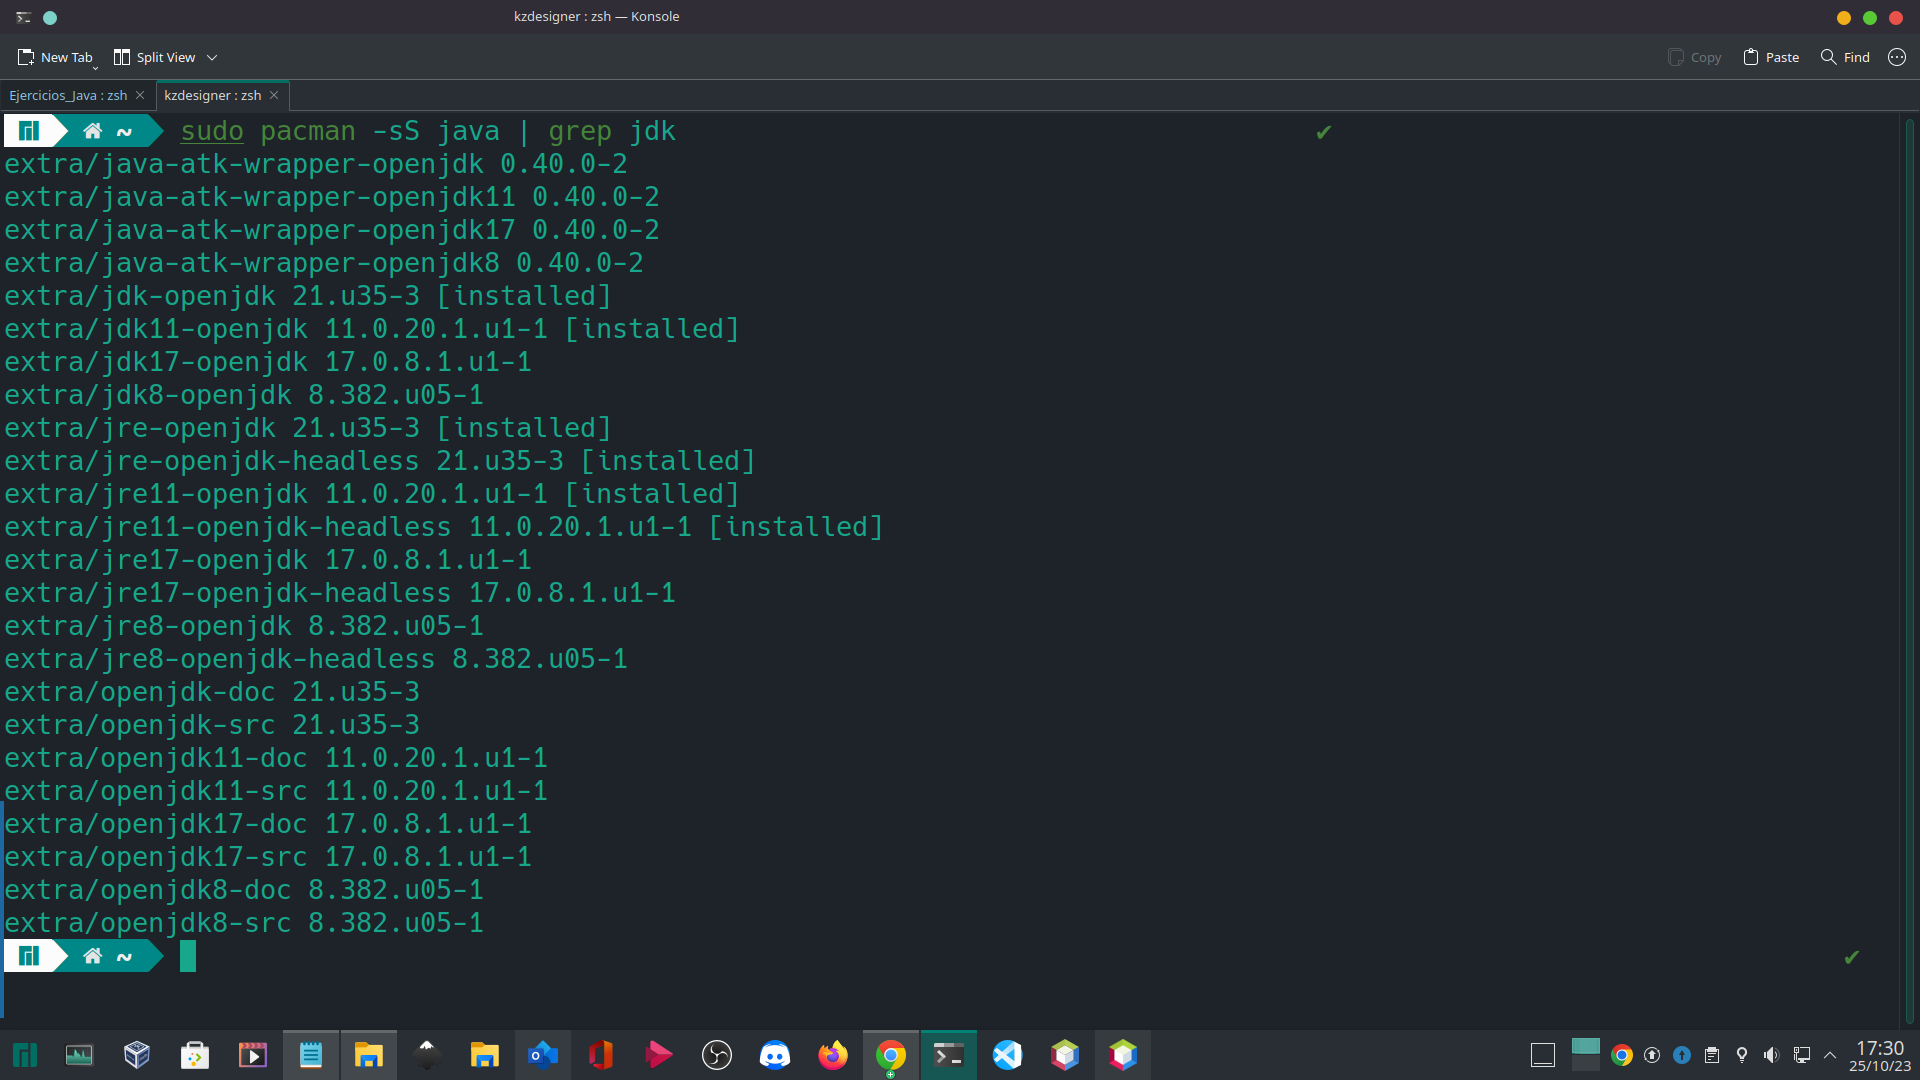 kzdesigner : zsh — Konsole
New Tab
Split View
Copy
Paste
Find
Ejercicios_Java : zsh
kzdesigner : zsh
~ sudo pacman -sS java | grep jdk ✔
extra/java-atk-wrapper-openjdk 0.40.0-2
extra/java-atk-wrapper-openjdk11 0.40.0-2
extra/java-atk-wrapper-openjdk17 0.40.0-2
extra/java-atk-wrapper-openjdk8 0.40.0-2
extra/jdk-openjdk 21.u35-3 [installed]
extra/jdk11-openjdk 11.0.20.1.u1-1 [installed]
extra/jdk17-openjdk 17.0.8.1.u1-1
extra/jdk8-openjdk 8.382.u05-1
extra/jre-openjdk 21.u35-3 [installed]
extra/jre-openjdk-headless 21.u35-3 [installed]
extra/jre11-openjdk 11.0.20.1.u1-1 [installed]
extra/jre11-openjdk-headless 11.0.20.1.u1-1 [installed]
extra/jre17-openjdk 17.0.8.1.u1-1
extra/jre17-openjdk-headless 17.0.8.1.u1-1
extra/jre8-openjdk 8.382.u05-1
extra/jre8-openjdk-headless 8.382.u05-1
extra/openjdk-doc 21.u35-3
extra/openjdk-src 21.u35-3
extra/openjdk11-doc 11.0.20.1.u1-1
extra/openjdk11-src 11.0.20.1.u1-1
extra/openjdk17-doc 17.0.8.1.u1-1
extra/openjdk17-src 17.0.8.1.u1-1
extra/openjdk8-doc 8.382.u05-1
extra/openjdk8-src 8.382.u05-1
~ ✔
17:30
25/10/23